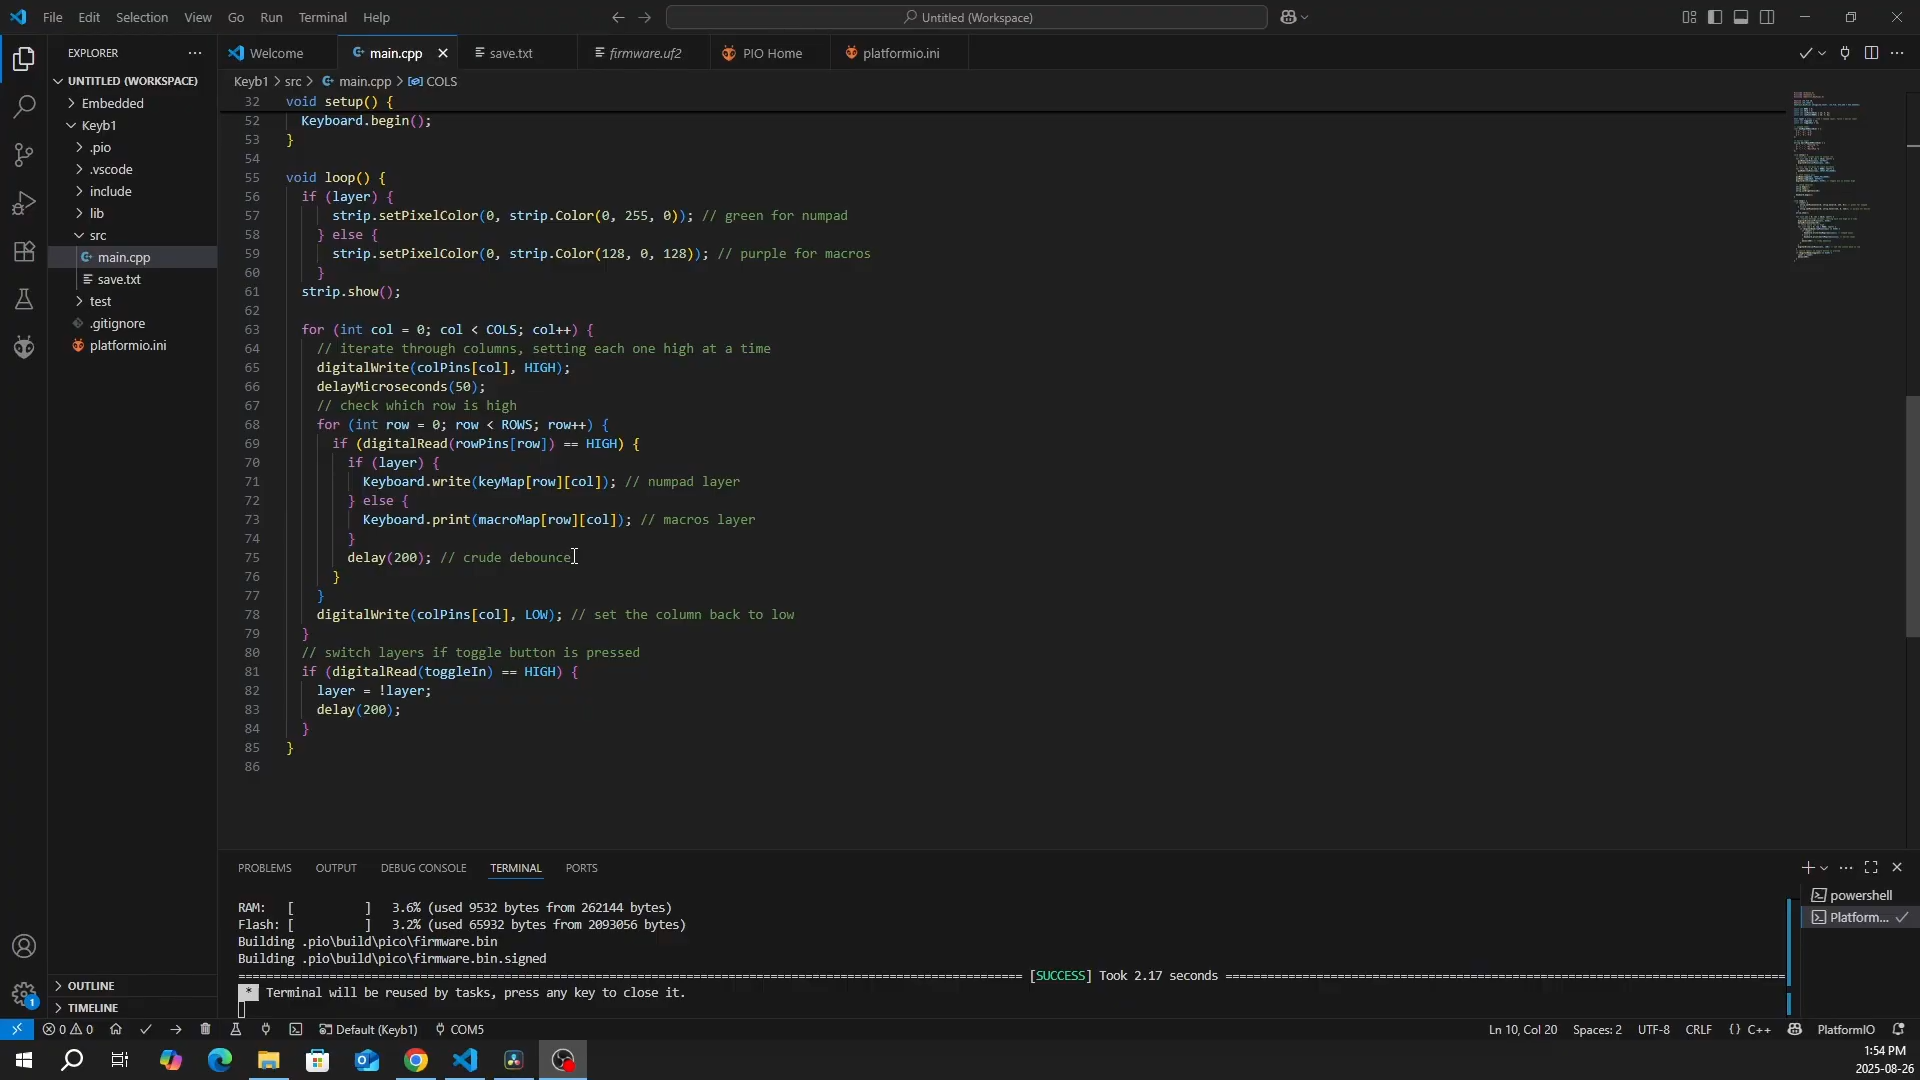 File Edit Selection View Go Run Terminal Help
Untitled (Workspace)
EXPLORER
UNTITLED (WORKSPACE)
Embedded
Keyb1
.pio
.vscode
include
lib
src
main.cpp
save.txt
test
.gitignore
platformio.ini
OUTLINE
TIMELINE
Welcome main.cpp save.txt firmware.uf2 PIO Home platformio.ini
Keyb1 > src > main.cpp > COLS
32 void setup() {
52 Keyboard.begin();
53 }
54
55 void loop() {
56 if (layer) {
57 strip.setPixelColor(0, strip.Color(0, 255, 0)); // green for numpad
58 } else {
59 strip.setPixelColor(0, strip.Color(128, 0, 128)); // purple for macros
60 }
61 strip.show();
62
63 for (int col = 0; col < COLS; col++) {
64 // iterate through columns, setting each one high at a time
65 digitalWrite(colPins[col], HIGH);
66 delayMicroseconds(50);
67 // check which row is high
68 for (int row = 0; row < ROWS; row++) {
69 if (digitalRead(rowPins[row]) == HIGH) {
70 if (layer) {
71 Keyboard.write(keyMap[row][col]); // numpad layer
72 } else {
73 Keyboard.print(macroMap[row][col]); // macros layer
74 }
75 delay(200); // crude debounce
76 }
77 }
78 digitalWrite(colPins[col], LOW); // set the column back to low
79 }
80 // switch layers if toggle button is pressed
81 if (digitalRead(toggleIn) == HIGH) {
82 layer = !layer;
83 delay(200);
84 }
85 }
86
PROBLEMS OUTPUT DEBUG CONSOLE TERMINAL PORTS
RAM: [ ] 3.6% (used 9532 bytes from 262144 bytes)
Flash: [ ] 3.2% (used 65932 bytes from 2093056 bytes)
Building .pio\build\pico\firmware.bin
Building .pio\build\pico\firmware.bin.signed
[SUCCESS] Took 2.17 seconds
* Terminal will be reused by tasks, press any key to close it.
powershell
Platform...
1
0 0 Default (Keyb1) COM5 Ln 10, Col 20 Spaces: 2 UTF-8 CRLF {} C++ PlatformIO
1:54 PM
2025-08-26